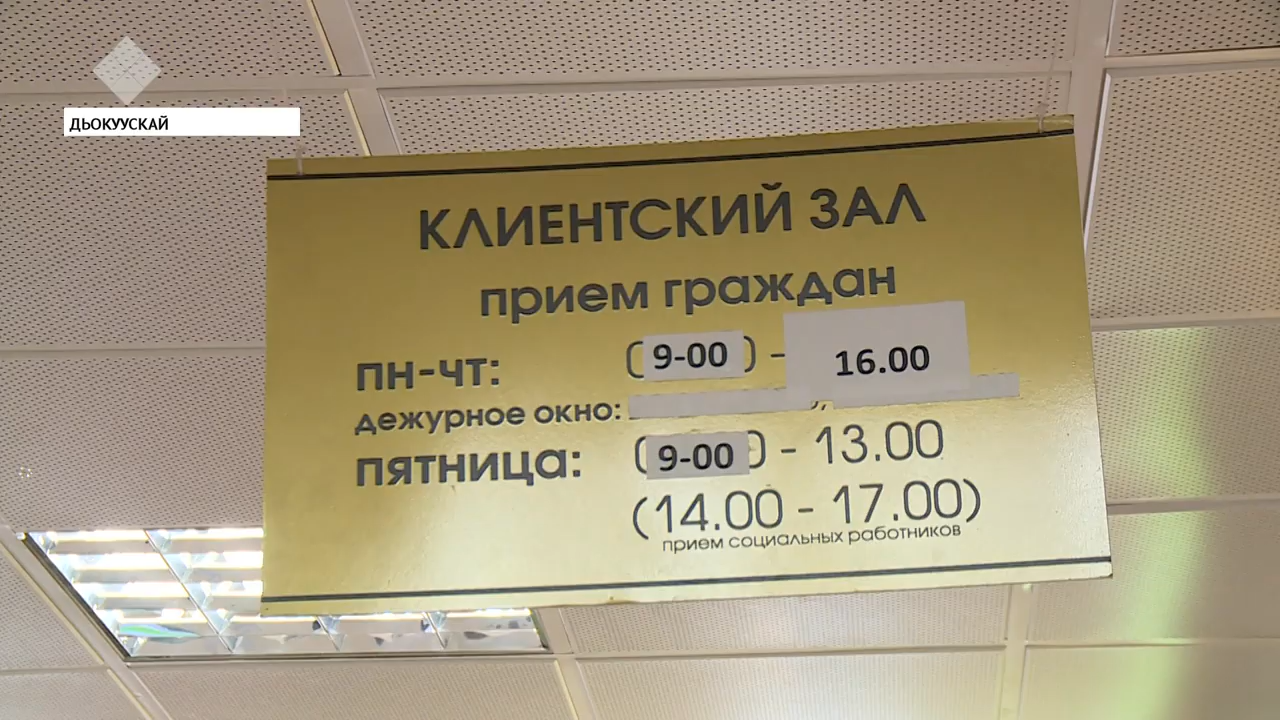 ДЬОКУУСКАЙ
КЛИЕНТСКИЙ ЗАЛ
прием граждан
пн-чт: (9-00) - 16.00
дежурное окно:
пятница: (9-00) - 13.00
(14.00 - 17.00)
прием социальных работников